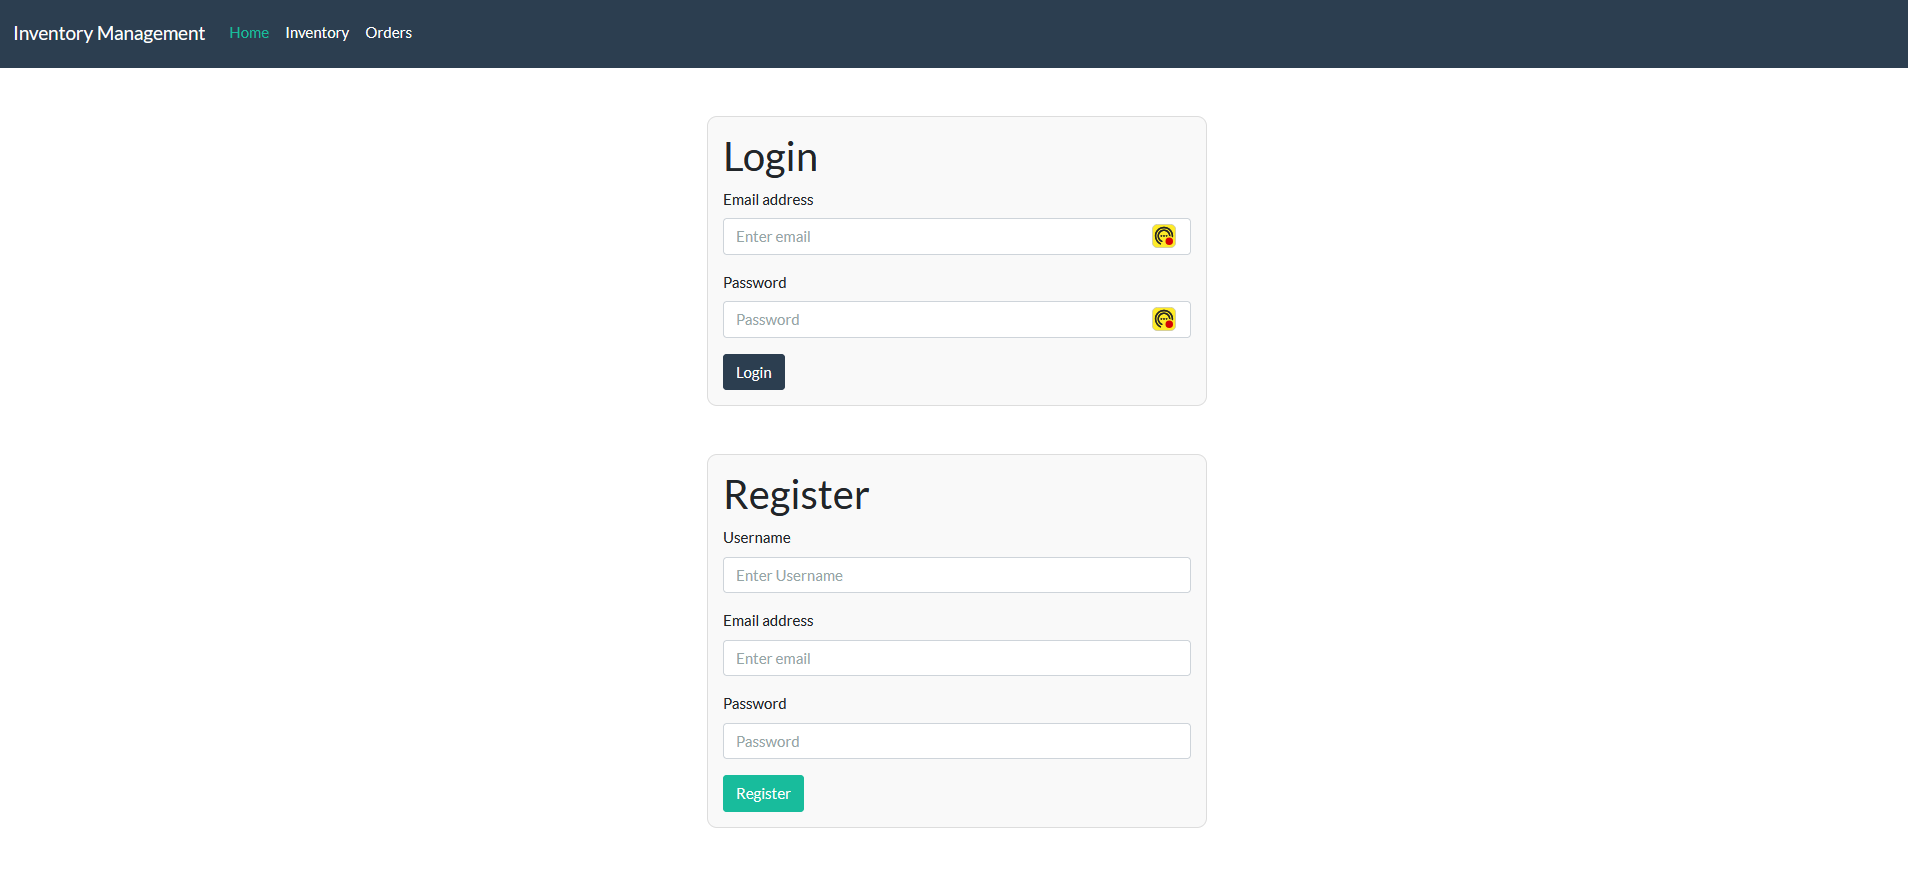 Inventory Management Home Inventory Orders
Login
Email address
Enter email
Password
Password
Login
Register
Username
Enter Username
Email address
Enter email
Password
Password
Register